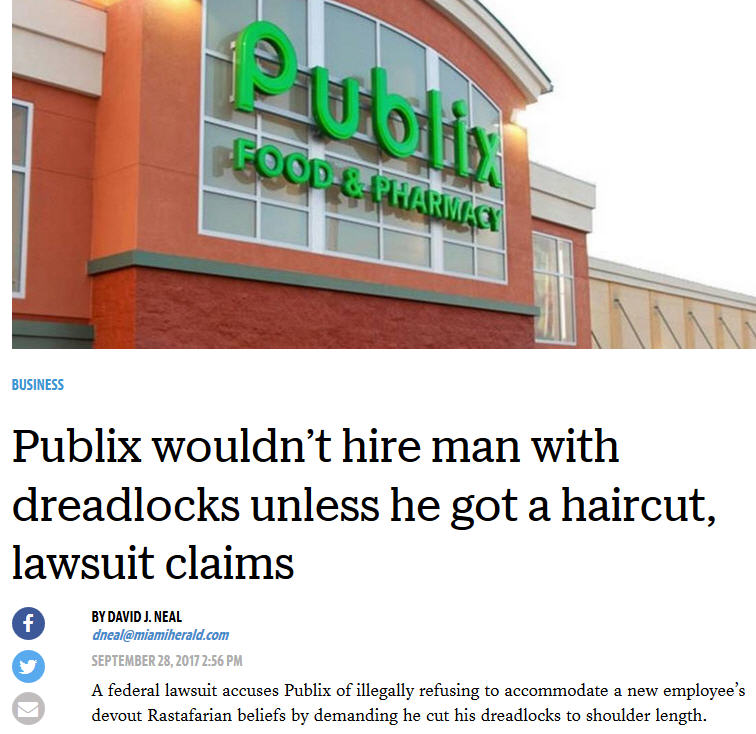 Publix
FOOD & PHARMACY
BUSINESS
Publix wouldn’t hire man with
dreadlocks unless he got a haircut,
lawsuit claims
BY DAVID J. NEAL
dneal@miamiherald.com
SEPTEMBER 28, 2017 2:56 PM
A federal lawsuit accuses Publix of illegally refusing to accommodate a new employee’s
devout Rastafarian beliefs by demanding he cut his dreadlocks to shoulder length.